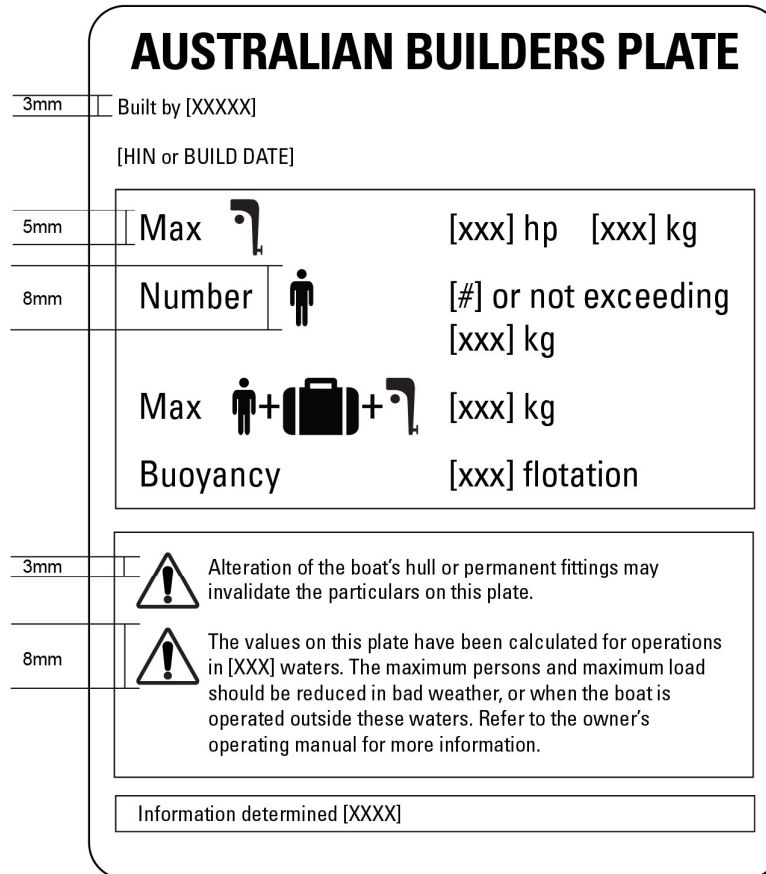 AUSTRALIAN BUILDERS PLATE
3mm
Built by [XXXXX]
[HIN or BUILD DATE]
5mm
Max [xxx] hp [xxx] kg
8mm
Number [#] or not exceeding
[xxx] kg
Max + + [xxx] kg
Buoyancy [xxx] flotation
3mm
Alteration of the boat's hull or permanent fittings may
invalidate the particulars on this plate.
8mm
The values on this plate have been calculated for operations
in [XXX] waters. The maximum persons and maximum load
should be reduced in bad weather, or when the boat is
operated outside these waters. Refer to the owner's
operating manual for more information.
Information determined [XXXX]